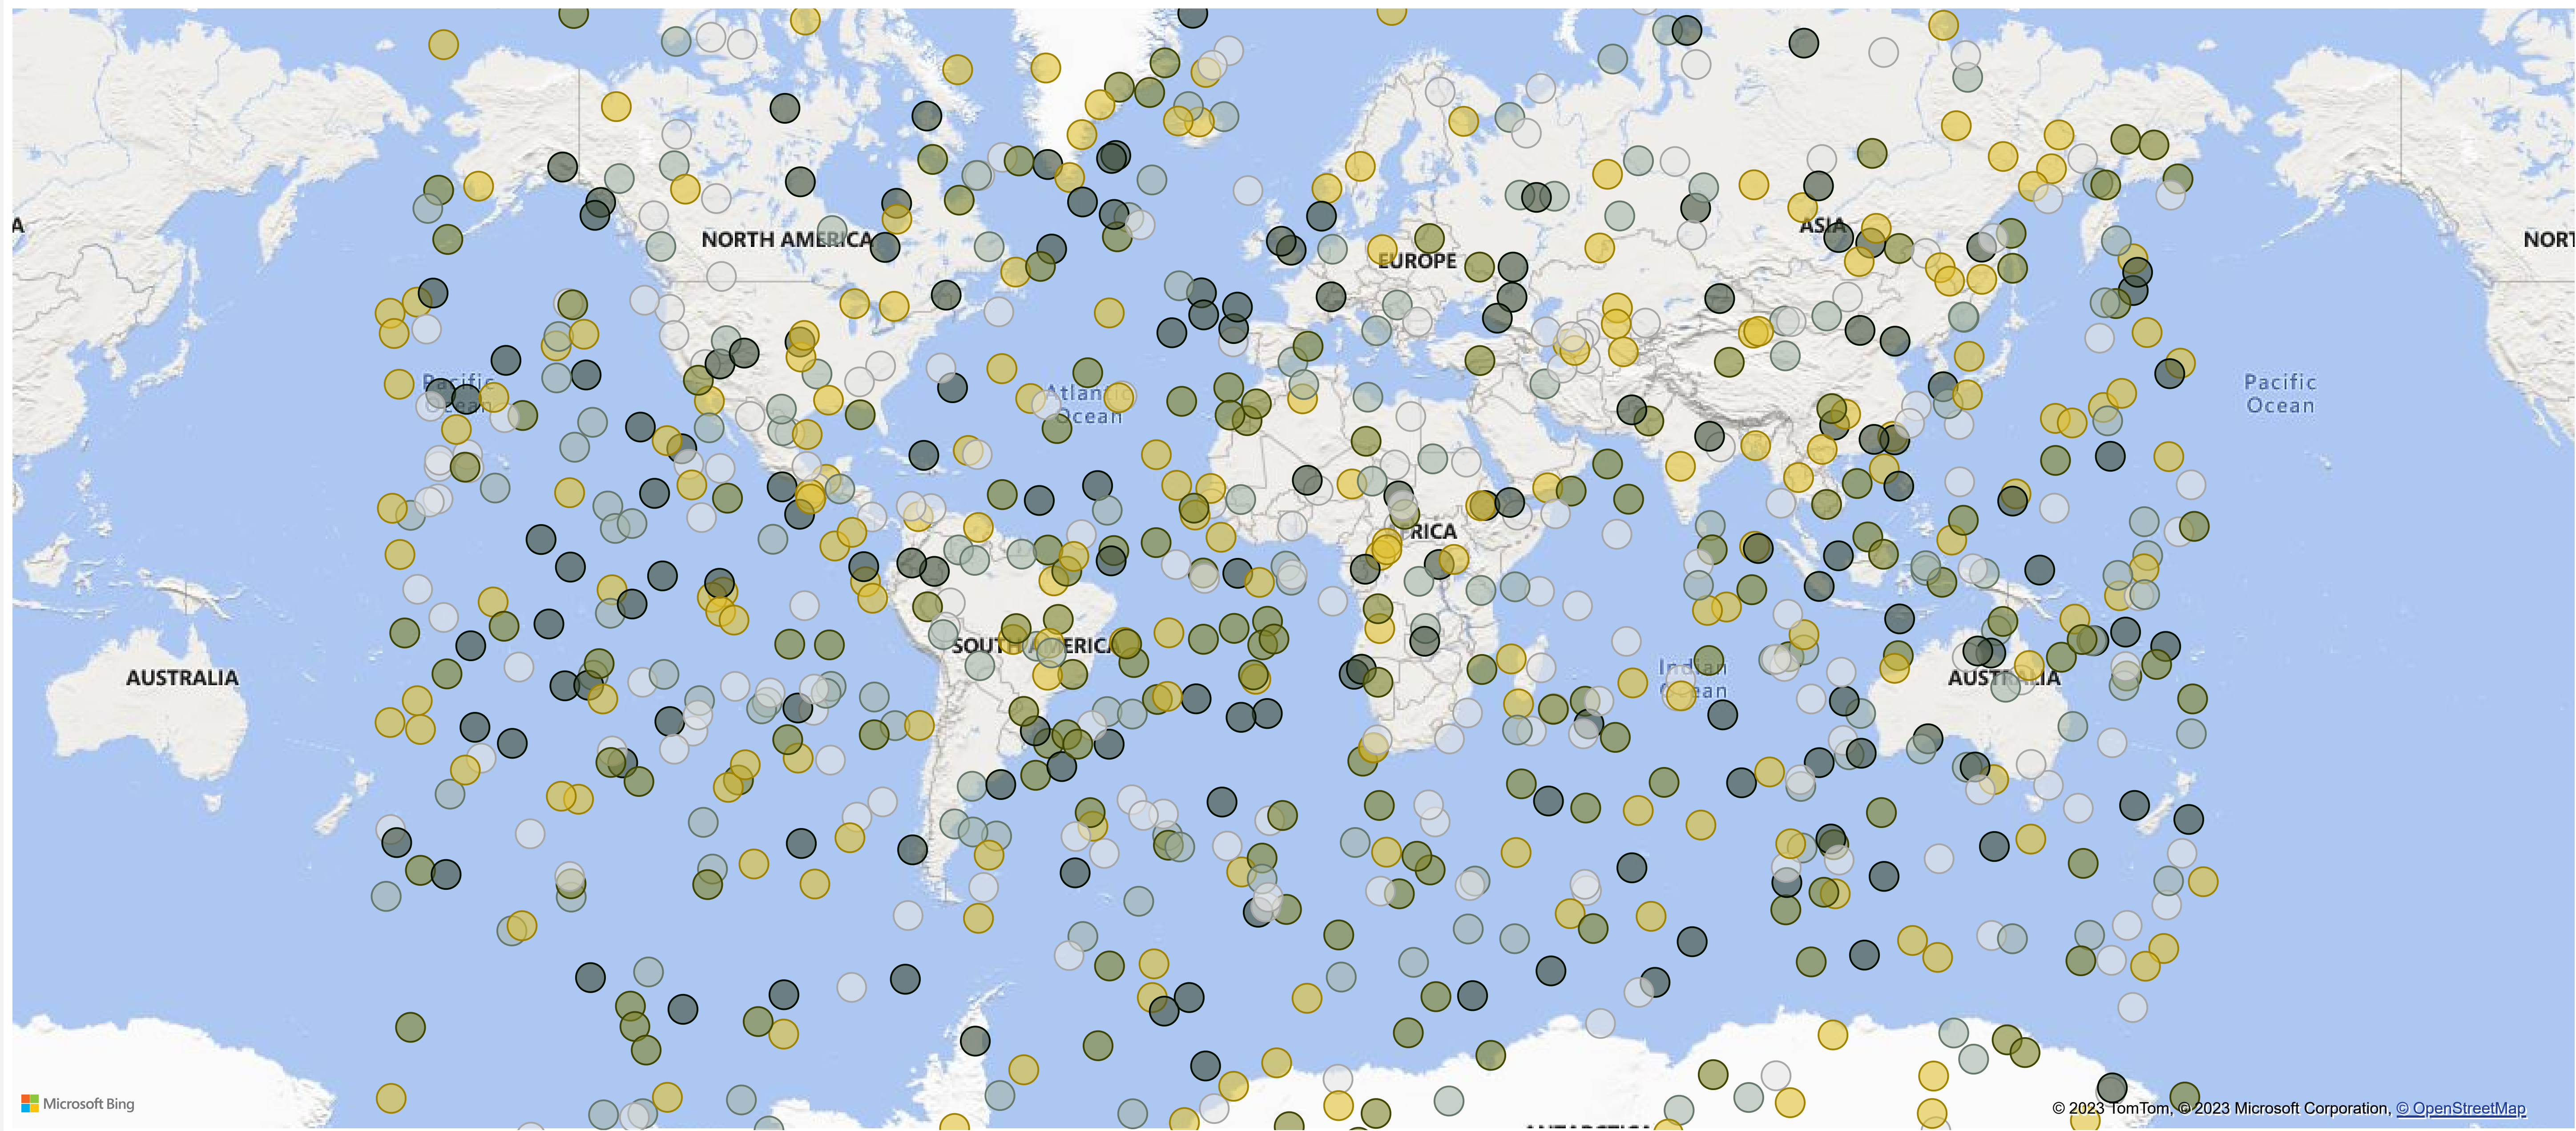 A
NORTH AMERICA
EUROPE
ASIA
NORT
Pacific
Ocean
Atlantic
Ocean
Pacific
Ocean
RICA
SOUTH AMERICA
Indian
Ocean
AUSTRALIA
AUSTRALIA
Microsoft Bing
© 2023 TomTom, © 2023 Microsoft Corporation, © OpenStreetMap
ANTARCTICA